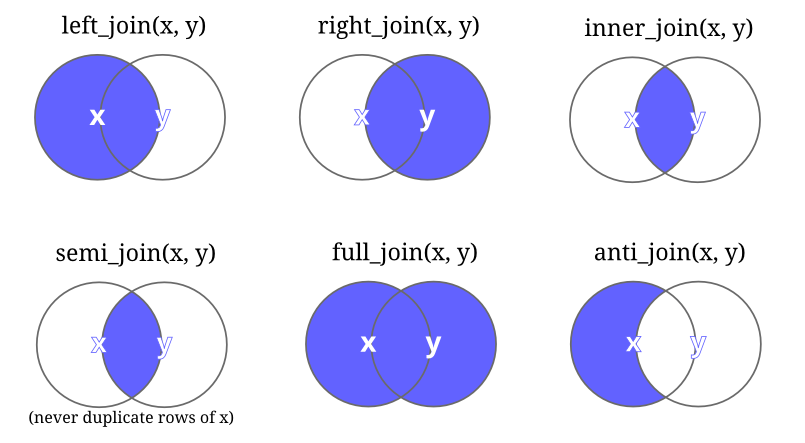 left_join(x, y)
right_join(x, y)
inner_join(x, y)
x y
x y
x y
semi_join(x, y)
full_join(x, y)
anti_join(x, y)
x y
x y
x y
(never duplicate rows of x)